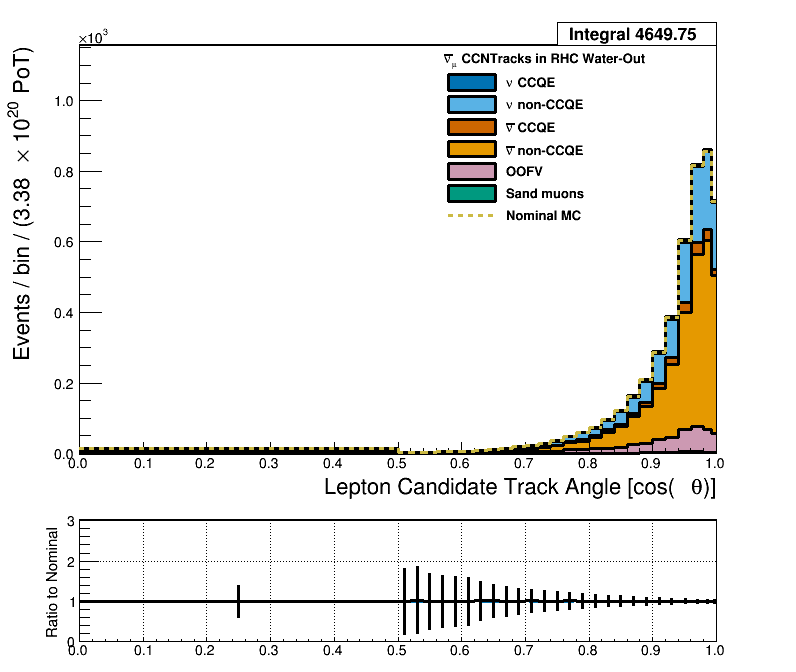 ×10³
Integral 4649.75
ν̅μ CCNTracks in RHC Water-Out
ν CCQE
ν non-CCQE
ν̅ CCQE
ν̅ non-CCQE
OOFV
Sand muons
Nominal MC
Events / bin / (3.38 × 10²⁰ PoT)
1.0
0.8
0.6
0.4
0.2
0.0
0.0 0.1 0.2 0.3 0.4 0.5 0.6 0.7 0.8 0.9 1.0
Lepton Candidate Track Angle [cos( θ)]
Ratio to Nominal
3
2
1
0
0.0 0.1 0.2 0.3 0.4 0.5 0.6 0.7 0.8 0.9 1.0